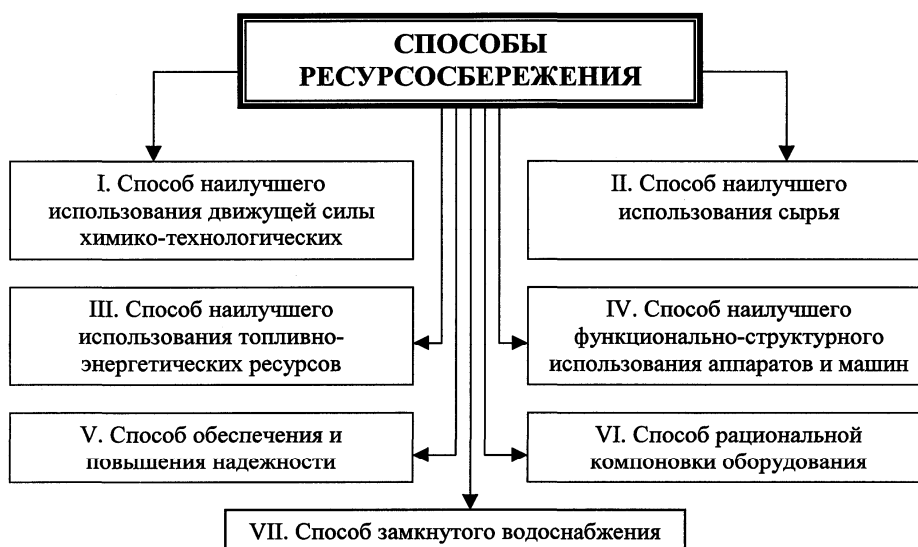 СПОСОБЫ
РЕСУРСОСБЕРЕЖЕНИЯ
I. Способ наилучшего
использования движущей силы
химико-технологических
II. Способ наилучшего
использования сырья
III. Способ наилучшего
использования топливно-
энергетических ресурсов
IV. Способ наилучшего
функционально-структурного
использования аппаратов и машин
V. Способ обеспечения и
повышения надежности
VI. Способ рациональной
компоновки оборудования
VII. Способ замкнутого водоснабжения